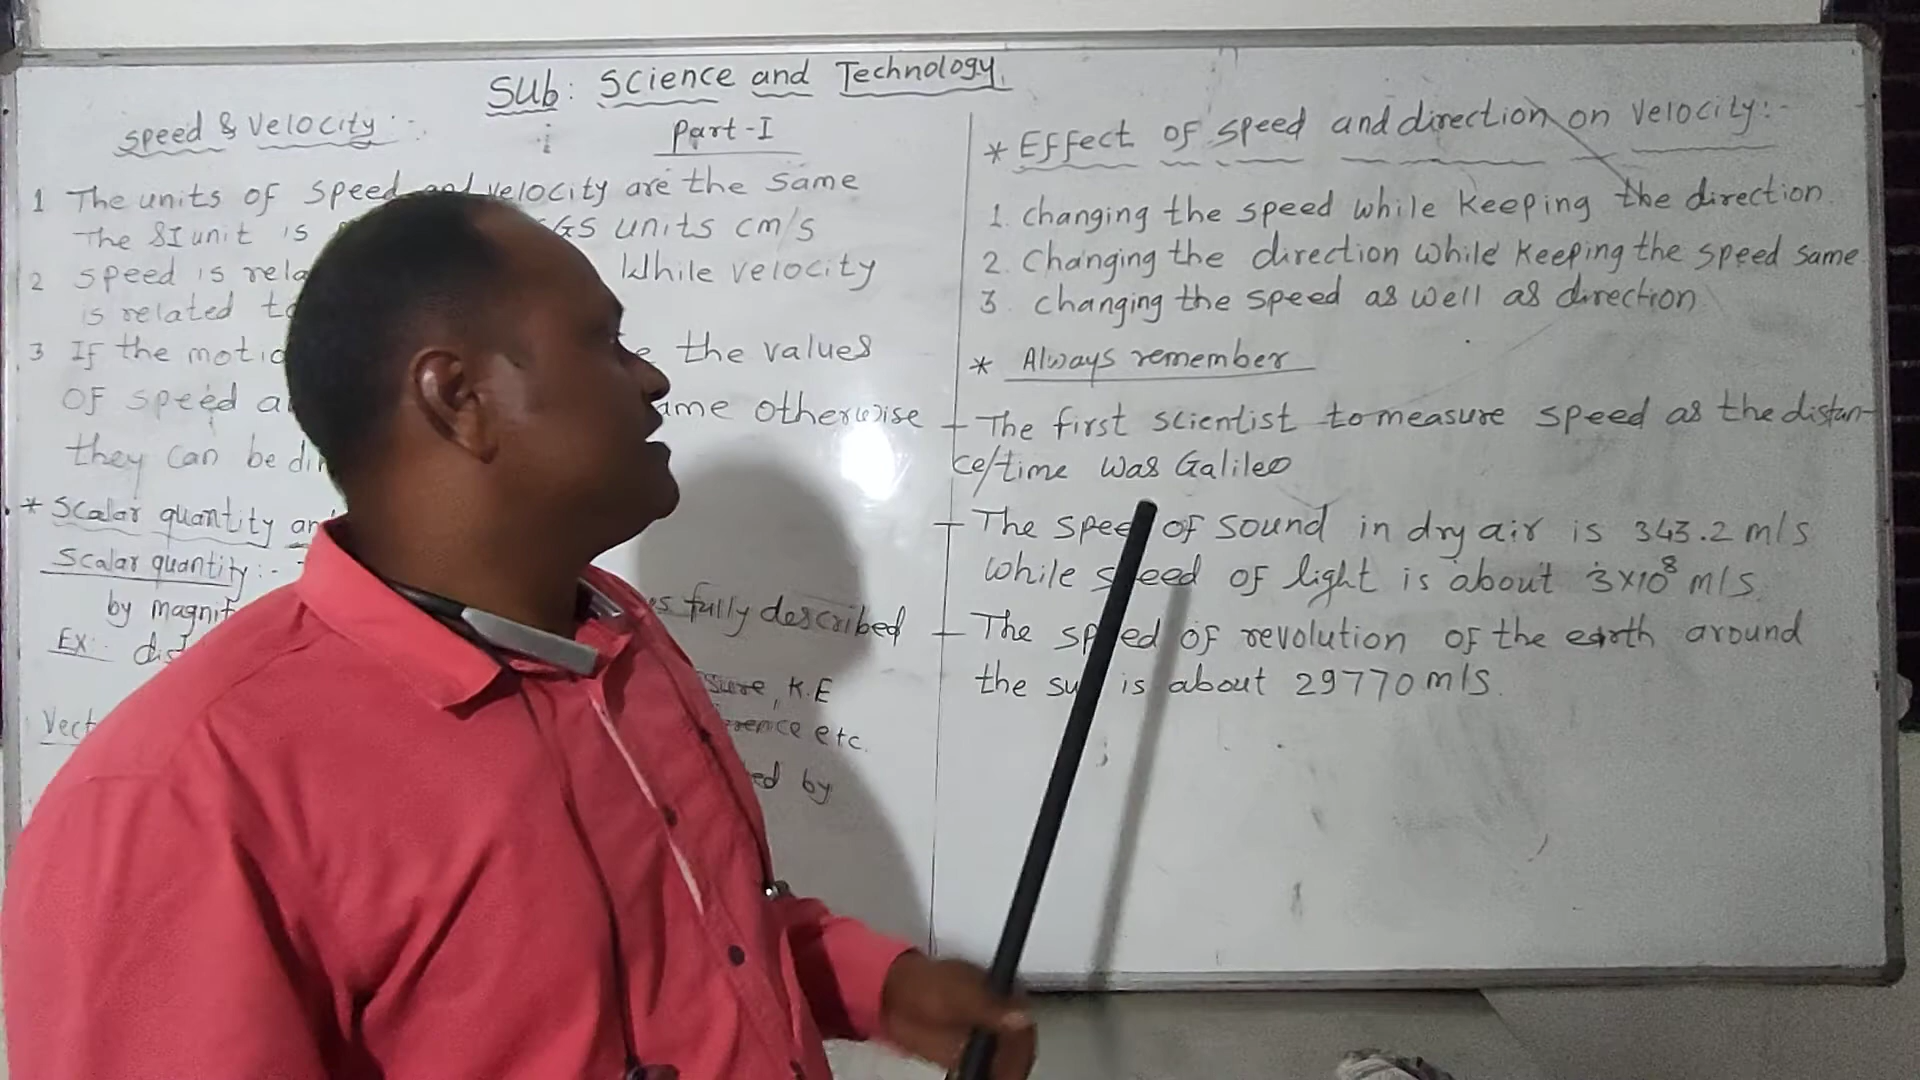 Sub: Science and Technology
Part-I
Speed & Velocity:-
1 The units of speed and velocity are the same
The SI unit is GS units cm/s
2 speed is rela While velocity
is related to
3 If the motio the values
OF speed a ame otherwise
they can be di
* Scalar quantity an
Scalar quantity:-
by magnit s fully described
Ex: dist
sure, K.E
Vect rence etc.
ed by
* Effect of speed and direction on velocity:-
1. changing the speed while keeping the direction
2. Changing the direction while keeping the speed same
3. changing the speed as well as direction
* Always remember
- The first scientist to measure speed as the distan-
ce/time was Galileo
- The spee of sound in dry air is 343.2 m/s
while speed of light is about 3x10⁸ m/s.
- The speed of revolution of the earth around
the su is about 29770 m/s.